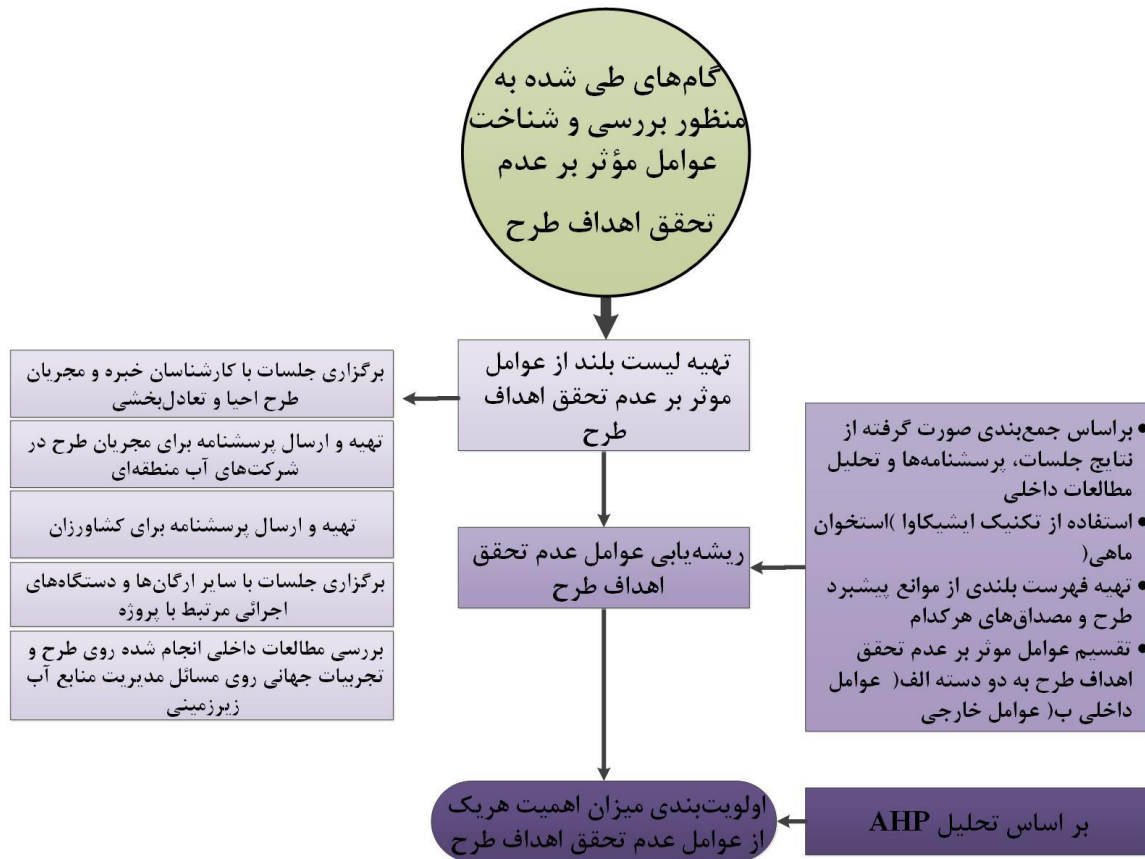 گام‌های طی شده به
منظور بررسی و شناخت
عوامل مؤثر بر عدم
تحقق اهداف طرح
تهیه لیست بلند از عوامل
موثر بر عدم تحقق اهداف
طرح
برگزاری جلسات با کارشناسان خبره و مجریان
طرح احیا و تعادل‌بخشی
تهیه و ارسال پرسشنامه برای مجریان طرح در
شرکت‌های آب منطقه‌ای
تهیه و ارسال پرسشنامه برای کشاورزان
برگزاری جلسات با سایر ارگان‌ها و دستگاه‌های
اجرائی مرتبط با پروژه
بررسی مطالعات داخلی انجام شده روی طرح و
تجربیات جهانی روی مسائل مدیریت منابع آب
زیرزمینی
ریشه‌یابی عوامل عدم تحقق
اهداف طرح
• براساس جمع‌بندی صورت گرفته از
نتایج جلسات، پرسشنامه‌ها و تحلیل
مطالعات داخلی
• استفاده از تکنیک ایشیکاوا )استخوان
ماهی(
• تهیه فهرست بلندی از موانع پیشبرد
طرح و مصداق‌های هرکدام
• تقسیم عوامل موثر بر عدم تحقق
اهداف طرح به دو دسته الف( عوامل
داخلی ب( عوامل خارجی
اولویت‌بندی میزان اهمیت هریک
از عوامل عدم تحقق اهداف طرح
بر اساس تحلیل AHP